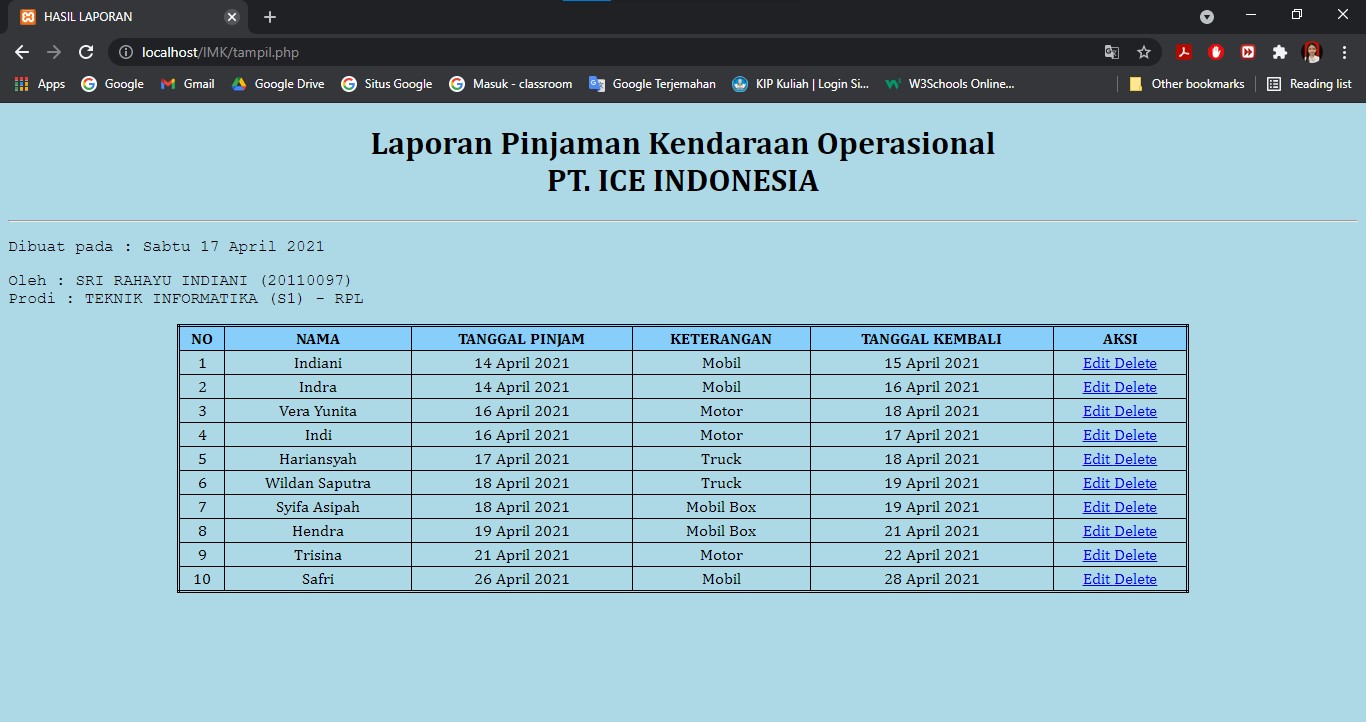 HASIL LAPORAN
localhost/IMK/tampil.php
Apps Google Gmail Google Drive Situs Google Masuk - classroom Google Terjemahan KIP Kuliah | Login Si... W3Schools Online... Other bookmarks Reading list
Laporan Pinjaman Kendaraan Operasional
PT. ICE INDONESIA
Dibuat pada : Sabtu 17 April 2021
Oleh : SRI RAHAYU INDIANI (20110097)
Prodi : TEKNIK INFORMATIKA (S1) - RPL
NO NAMA TANGGAL PINJAM KETERANGAN TANGGAL KEMBALI AKSI
1 Indiani 14 April 2021 Mobil 15 April 2021 Edit Delete
2 Indra 14 April 2021 Mobil 16 April 2021 Edit Delete
3 Vera Yunita 16 April 2021 Motor 18 April 2021 Edit Delete
4 Indi 16 April 2021 Motor 17 April 2021 Edit Delete
5 Hariansyah 17 April 2021 Truck 18 April 2021 Edit Delete
6 Wildan Saputra 18 April 2021 Truck 19 April 2021 Edit Delete
7 Syifa Asipah 18 April 2021 Mobil Box 19 April 2021 Edit Delete
8 Hendra 19 April 2021 Mobil Box 21 April 2021 Edit Delete
9 Trisina 21 April 2021 Motor 22 April 2021 Edit Delete
10 Safri 26 April 2021 Mobil 28 April 2021 Edit Delete